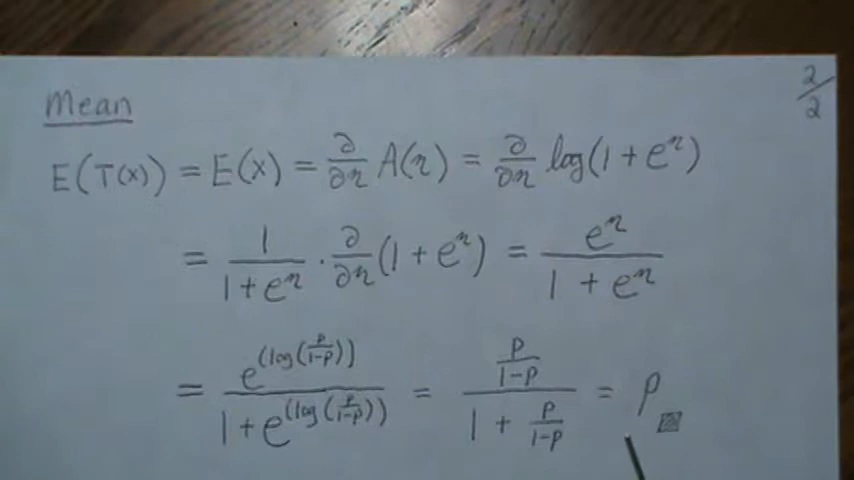 Mean
2/2
E(T(x)) = E(x) = ∂/∂η A(η) = ∂/∂η log(1 + e^η)
= 1/(1+e^η) · ∂/∂η (1 + e^η) = e^η/(1 + e^η)
= e^(log(p/(1-p)))/(1+e^(log(p/(1-p)))) = (p/(1-p))/(1 + p/(1-p)) = p